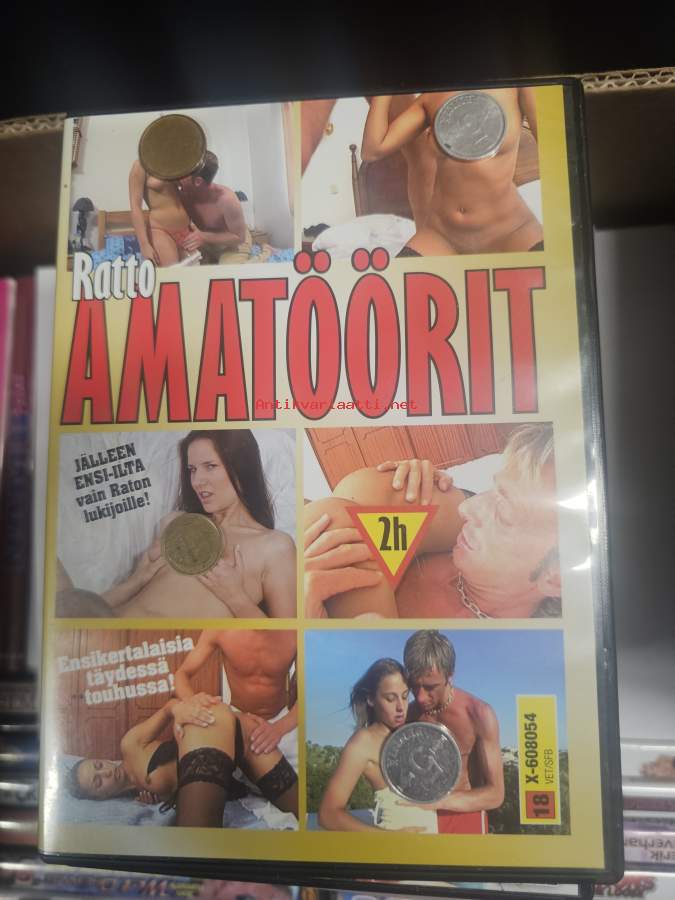 Ratto
AMATÖÖRIT
Antikvariaatti.net
JÄLLEEN
ENSI-ILTA
vain Raton
lukijoille!
2h
Ensikertalaisia
täydessä
touhussa!
18 X-608054
VET/SFB